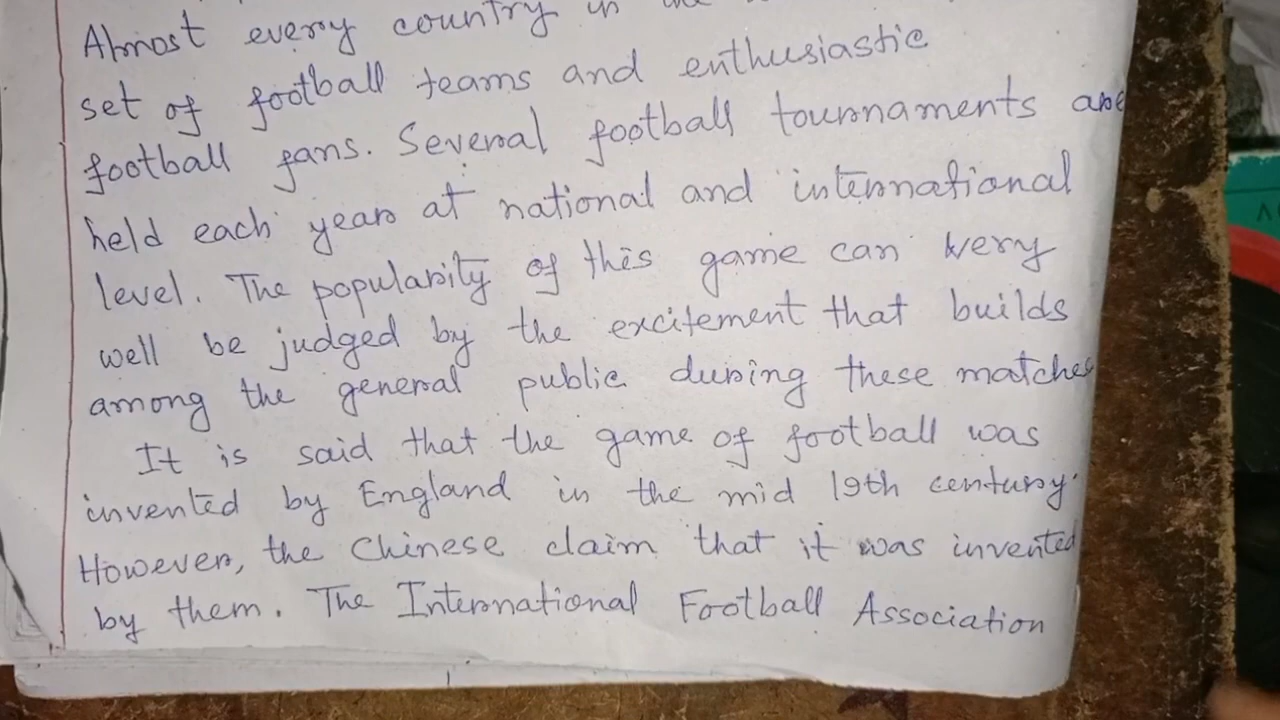 Almost every country in the
set of football teams and enthusiastic
football fans. Several football tournaments are
held each year at national and international
level. The popularity of this game can very
well be judged by the excitement that builds
among the general public during these matches
It is said that the game of football was
invented by England in the mid 19th century.
However, the Chinese claim that it was invented
by them. The International Football Association